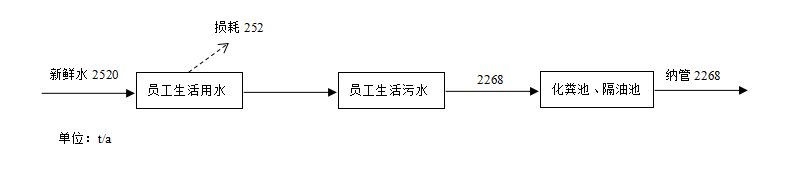 损耗 252
新鲜水 2520
员工生活用水
员工生活污水
2268
化粪池、隔油池
纳管 2268
单位：t/a